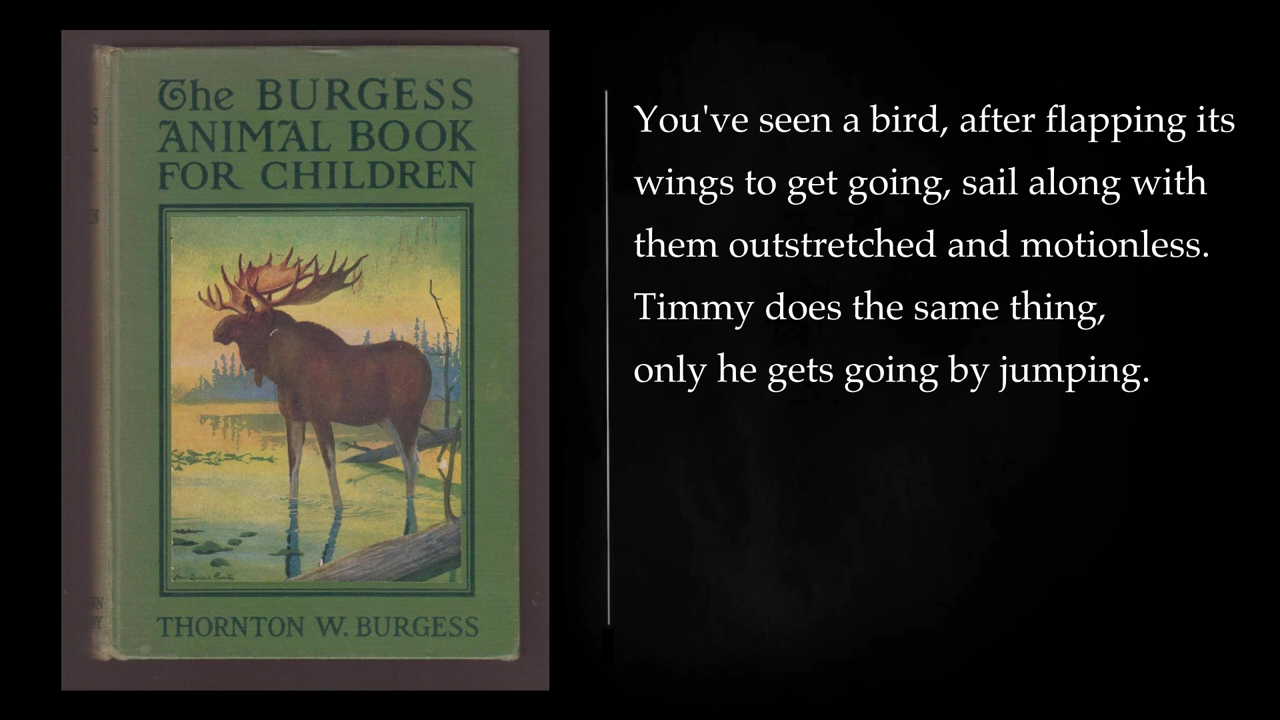 The BURGESS
ANIMAL BOOK
FOR CHILDREN
THORNTON W. BURGESS
You've seen a bird, after flapping its
wings to get going, sail along with
them outstretched and motionless.
Timmy does the same thing,
only he gets going by jumping.